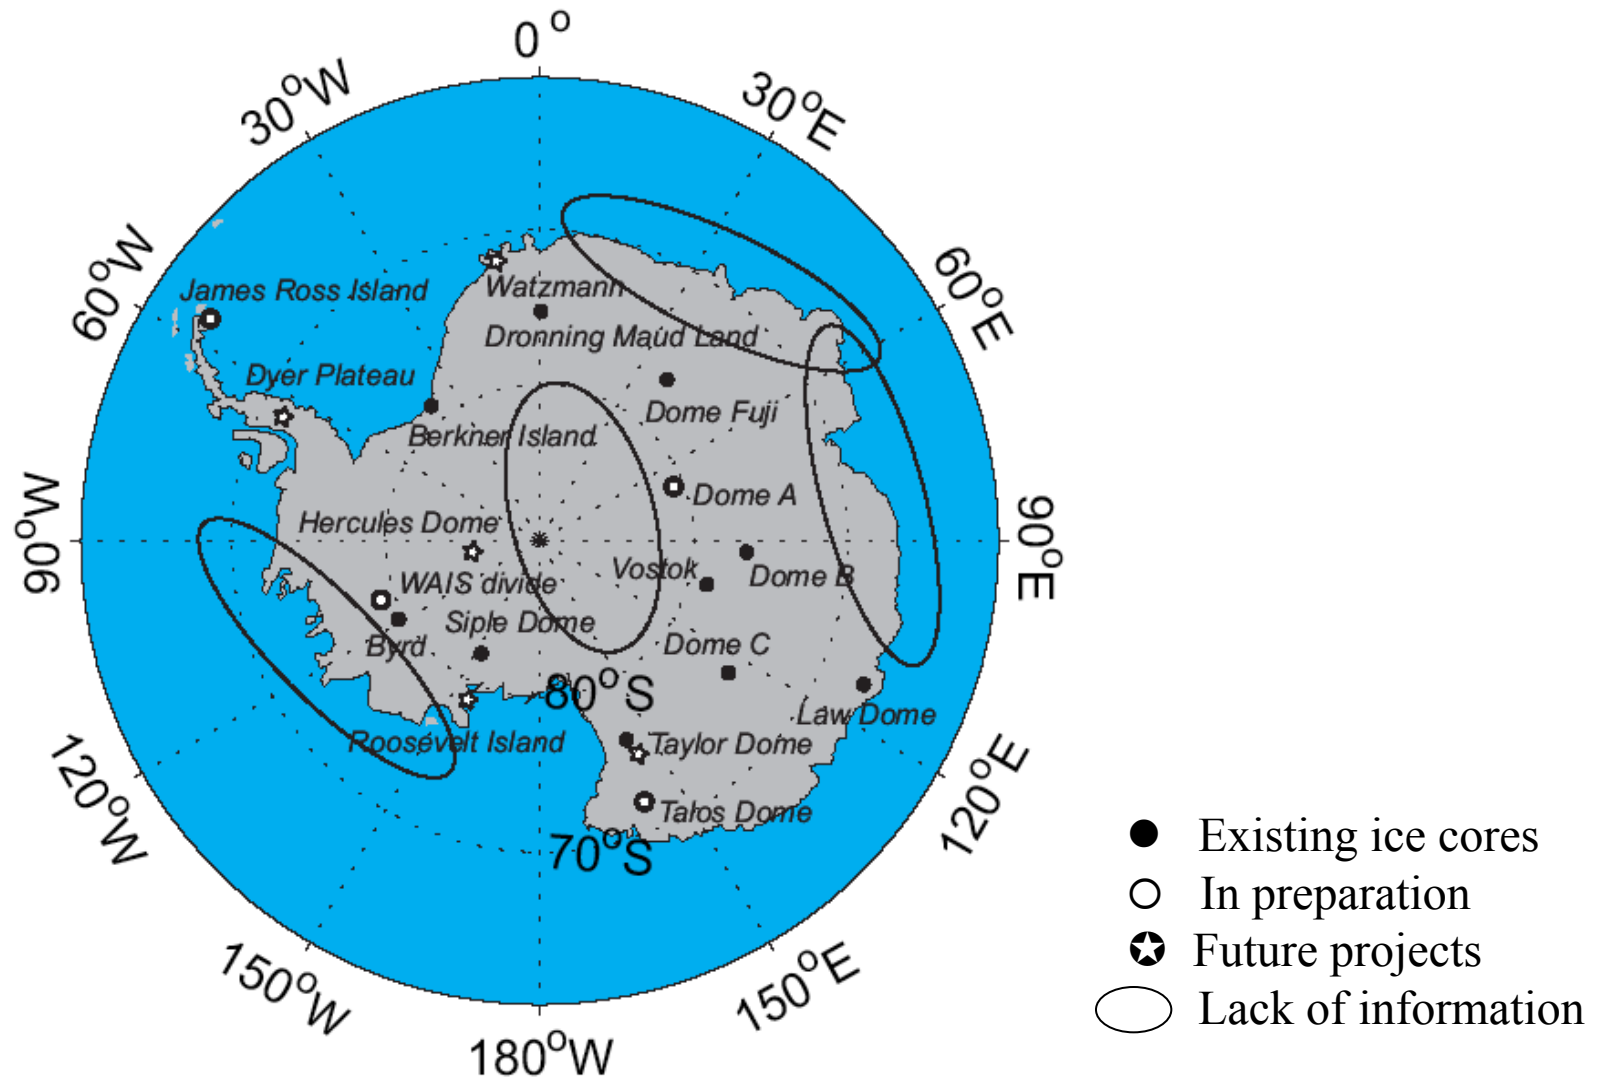 0°
30°W
30°E
60°W
60°E
James Ross Island
Watzmann
Dronning Maud Land
Dyer Plateau
Dome Fuji
Berkner Island
90°W
Dome A
90°E
Hercules Dome
Vostok
Dome B
WAIS divide
Siple Dome
Byrd
Dome C
80°S
Law Dome
Roosevelt Island
Taylor Dome
120°W
120°E
Talos Dome
70°S
150°W
150°E
180°W
Existing ice cores
In preparation
Future projects
Lack of information